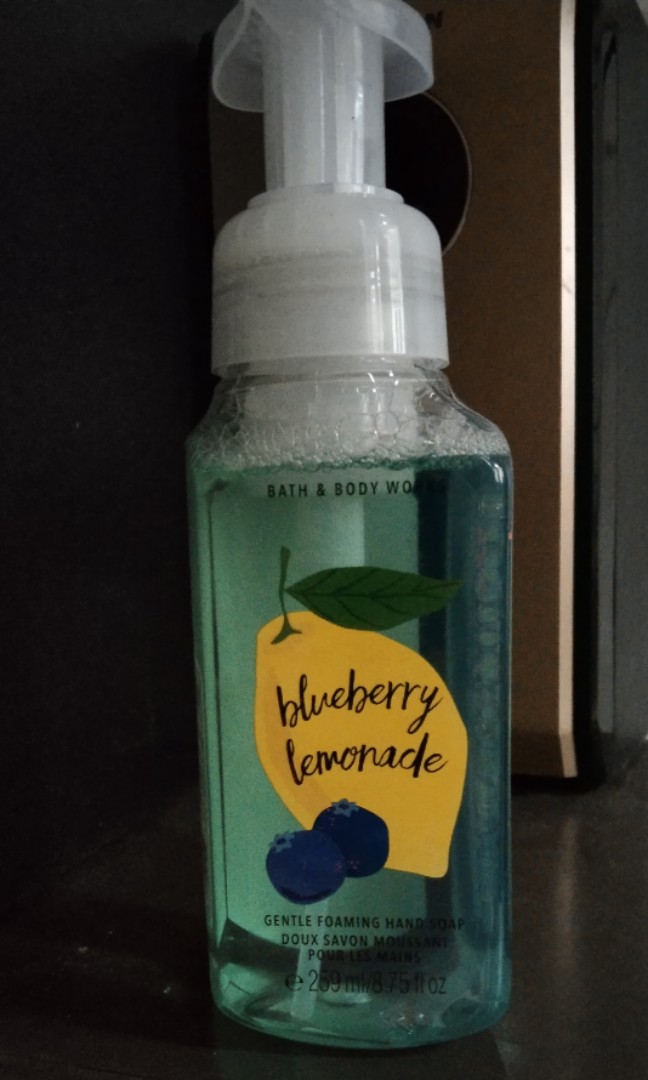 BATH & BODY WORKS
blueberry
lemonade
GENTLE FOAMING HAND SOAP
DOUX SAVON MOUSSANT
POUR LES MAINS
e 259 ml/8.75 fl oz